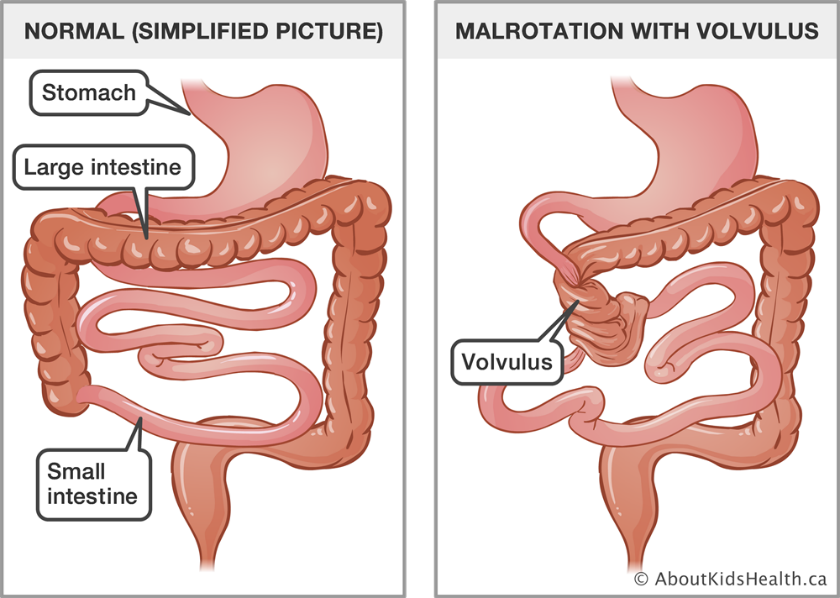 NORMAL (SIMPLIFIED PICTURE)
Stomach
Large intestine
Small
intestine
MALROTATION WITH VOLVULUS
Volvulus
© AboutKidsHealth.ca